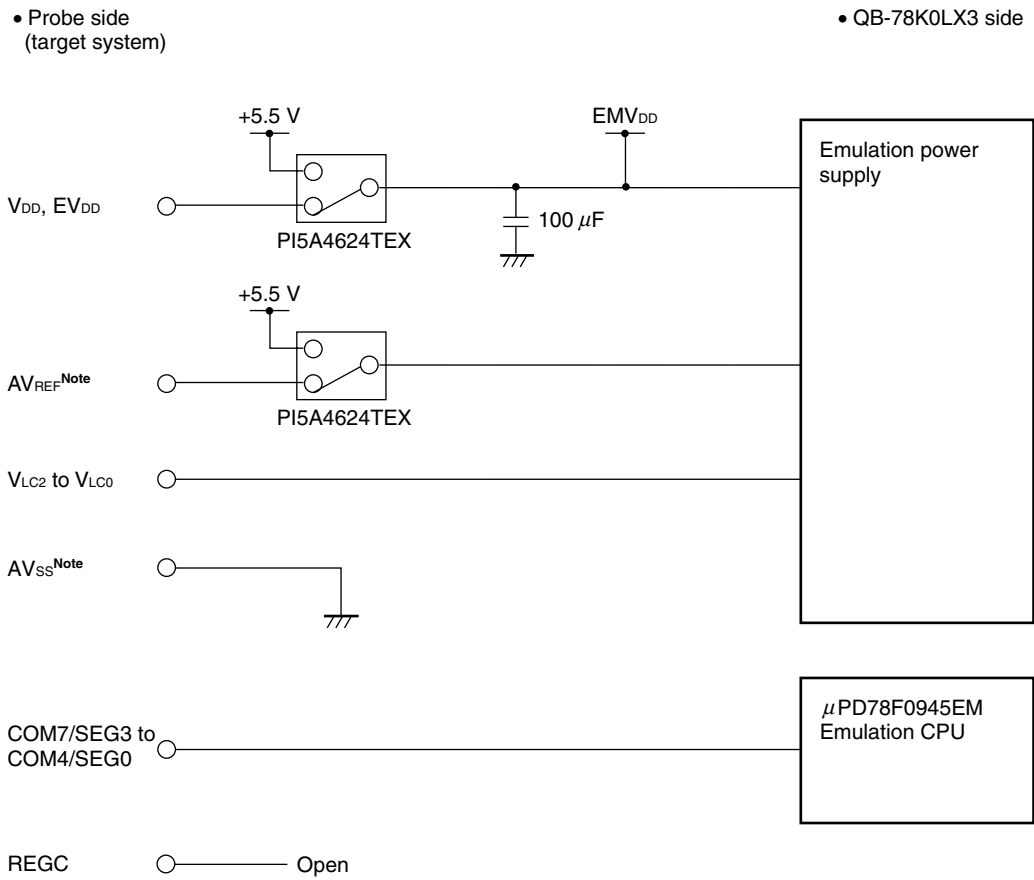 • Probe side
(target system)
• QB-78K0LX3 side
+5.5 V
EMVDD
Emulation power
supply
VDD, EVDD
100 μF
PI5A4624TEX
+5.5 V
AVREFNote
PI5A4624TEX
VLC2 to VLC0
AVSSNote
μPD78F0945EM
Emulation CPU
COM7/SEG3 to
COM4/SEG0
REGC
Open